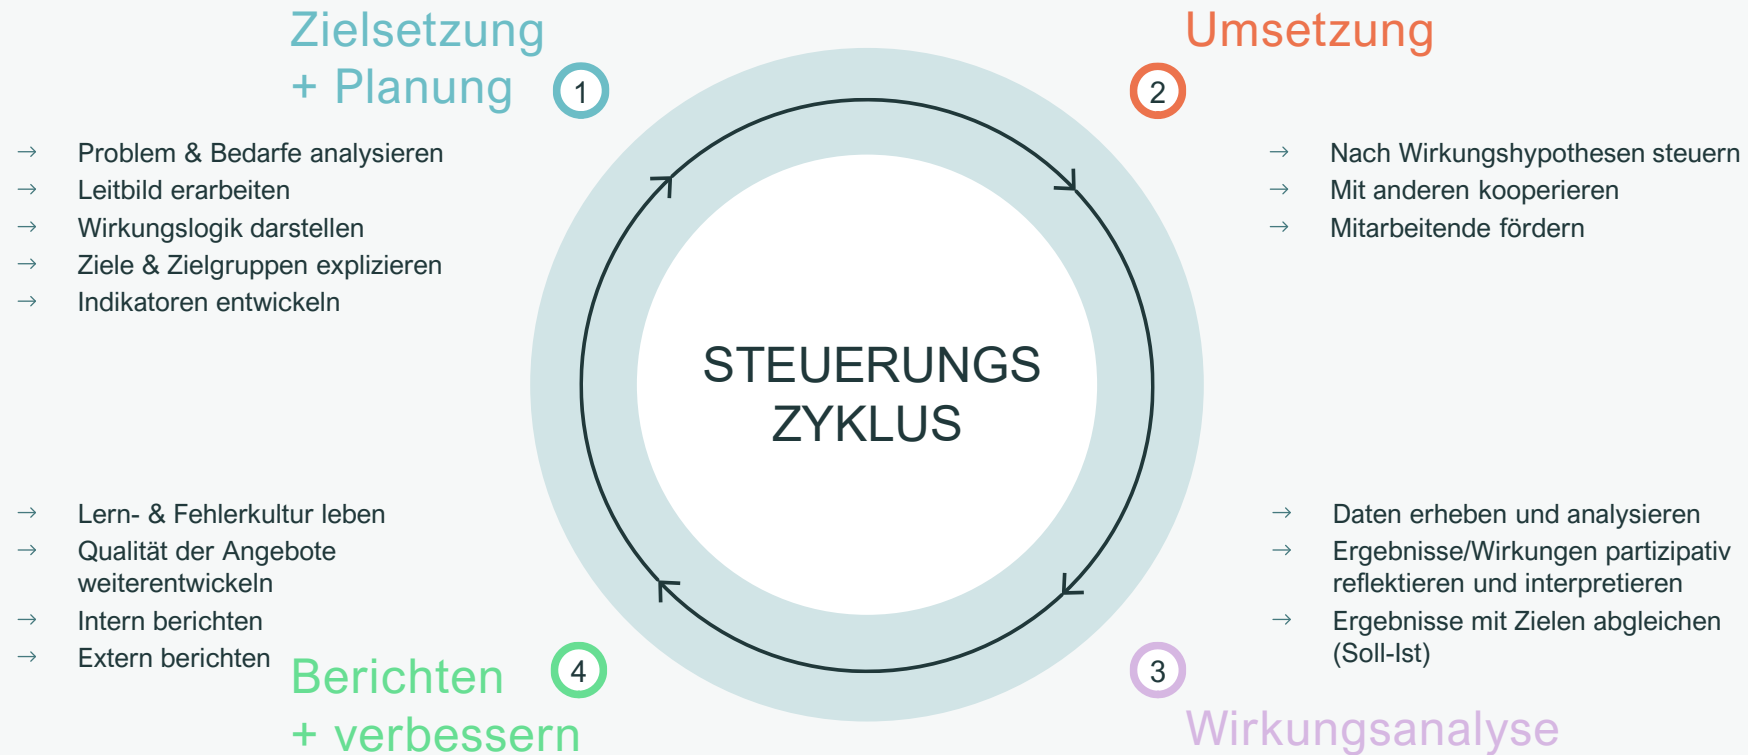 Zielsetzung
+ Planung
1
→ Problem & Bedarfe analysieren
→ Leitbild erarbeiten
→ Wirkungslogik darstellen
→ Ziele & Zielgruppen explizieren
→ Indikatoren entwickeln
Umsetzung
2
→ Nach Wirkungshypothesen steuern
→ Mit anderen kooperieren
→ Mitarbeitende fördern
STEUERUNGS
ZYKLUS
→ Daten erheben und analysieren
→ Ergebnisse/Wirkungen partizipativ
reflektieren und interpretieren
→ Ergebnisse mit Zielen abgleichen
(Soll-Ist)
3
Wirkungsanalyse
→ Lern- & Fehlerkultur leben
→ Qualität der Angebote
weiterentwickeln
→ Intern berichten
→ Extern berichten
4
Berichten
+ verbessern